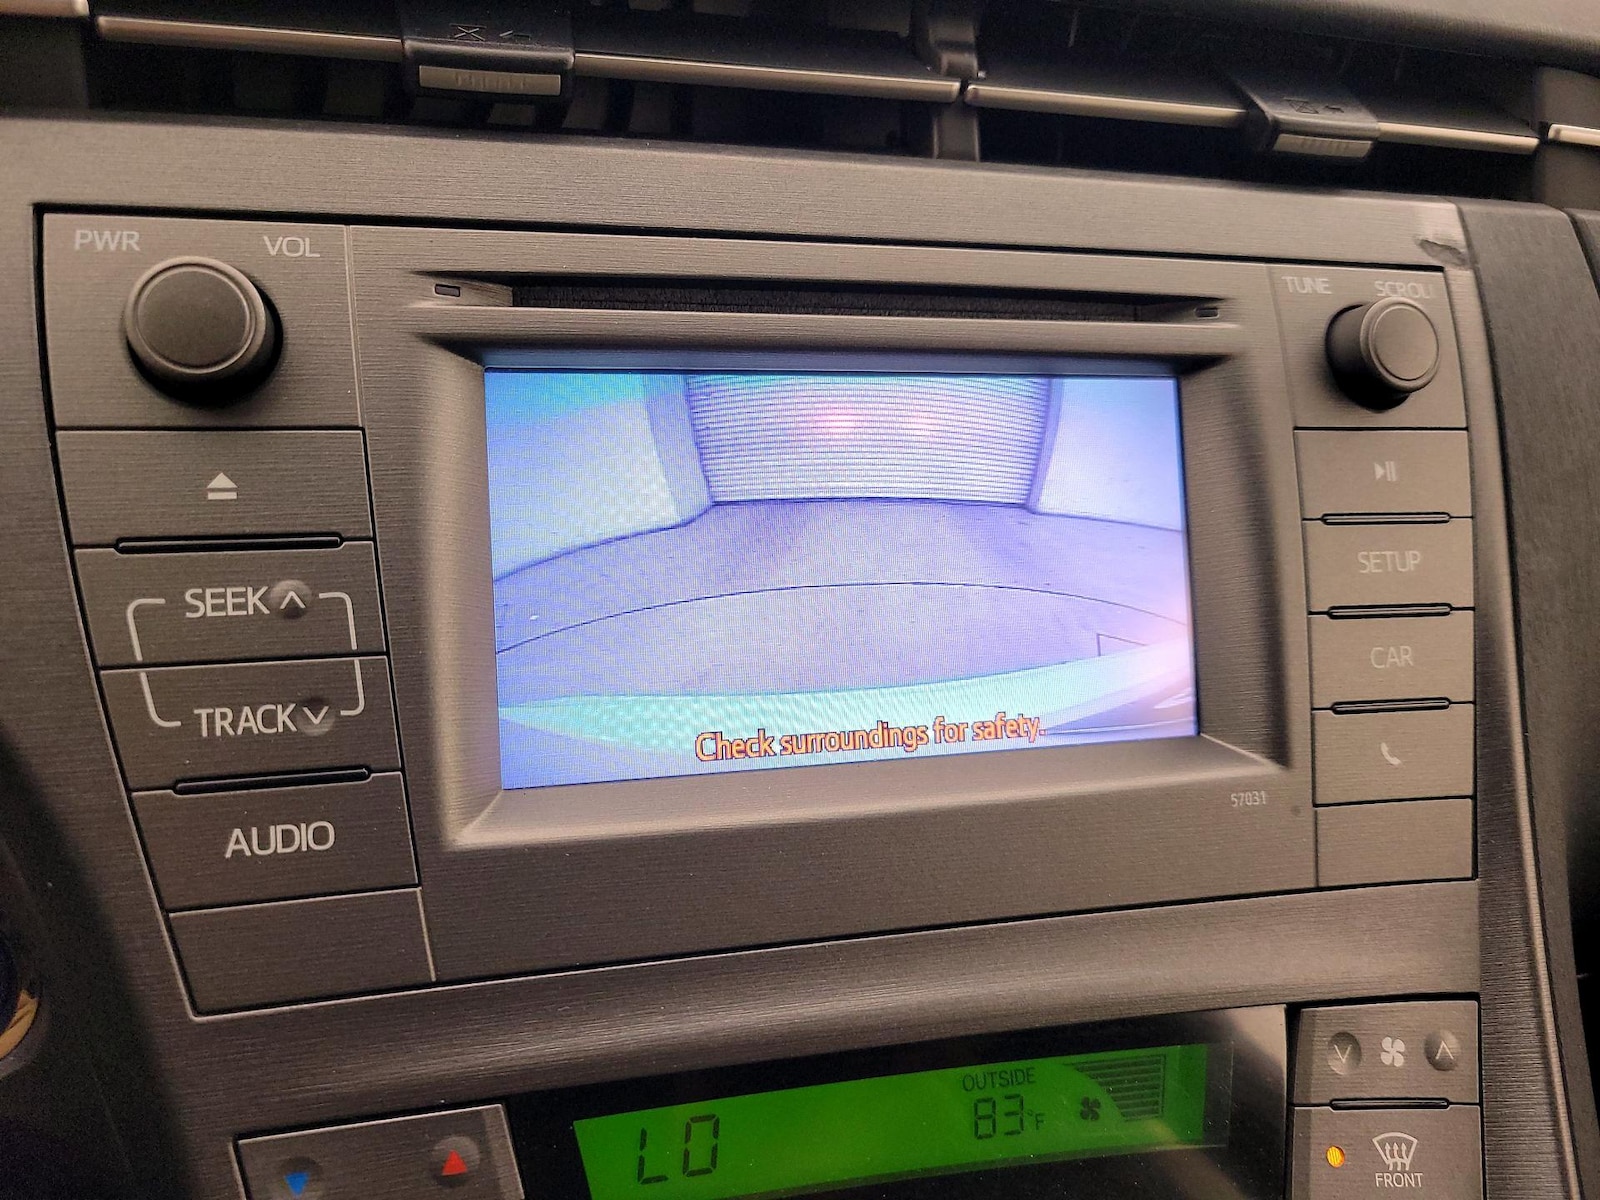 PWR VOL
TUNE SCROLL
SEEK
SETUP
CAR
TRACK
Check surroundings for safety.
57031
AUDIO
OUTSIDE
83°F
LO
FRONT